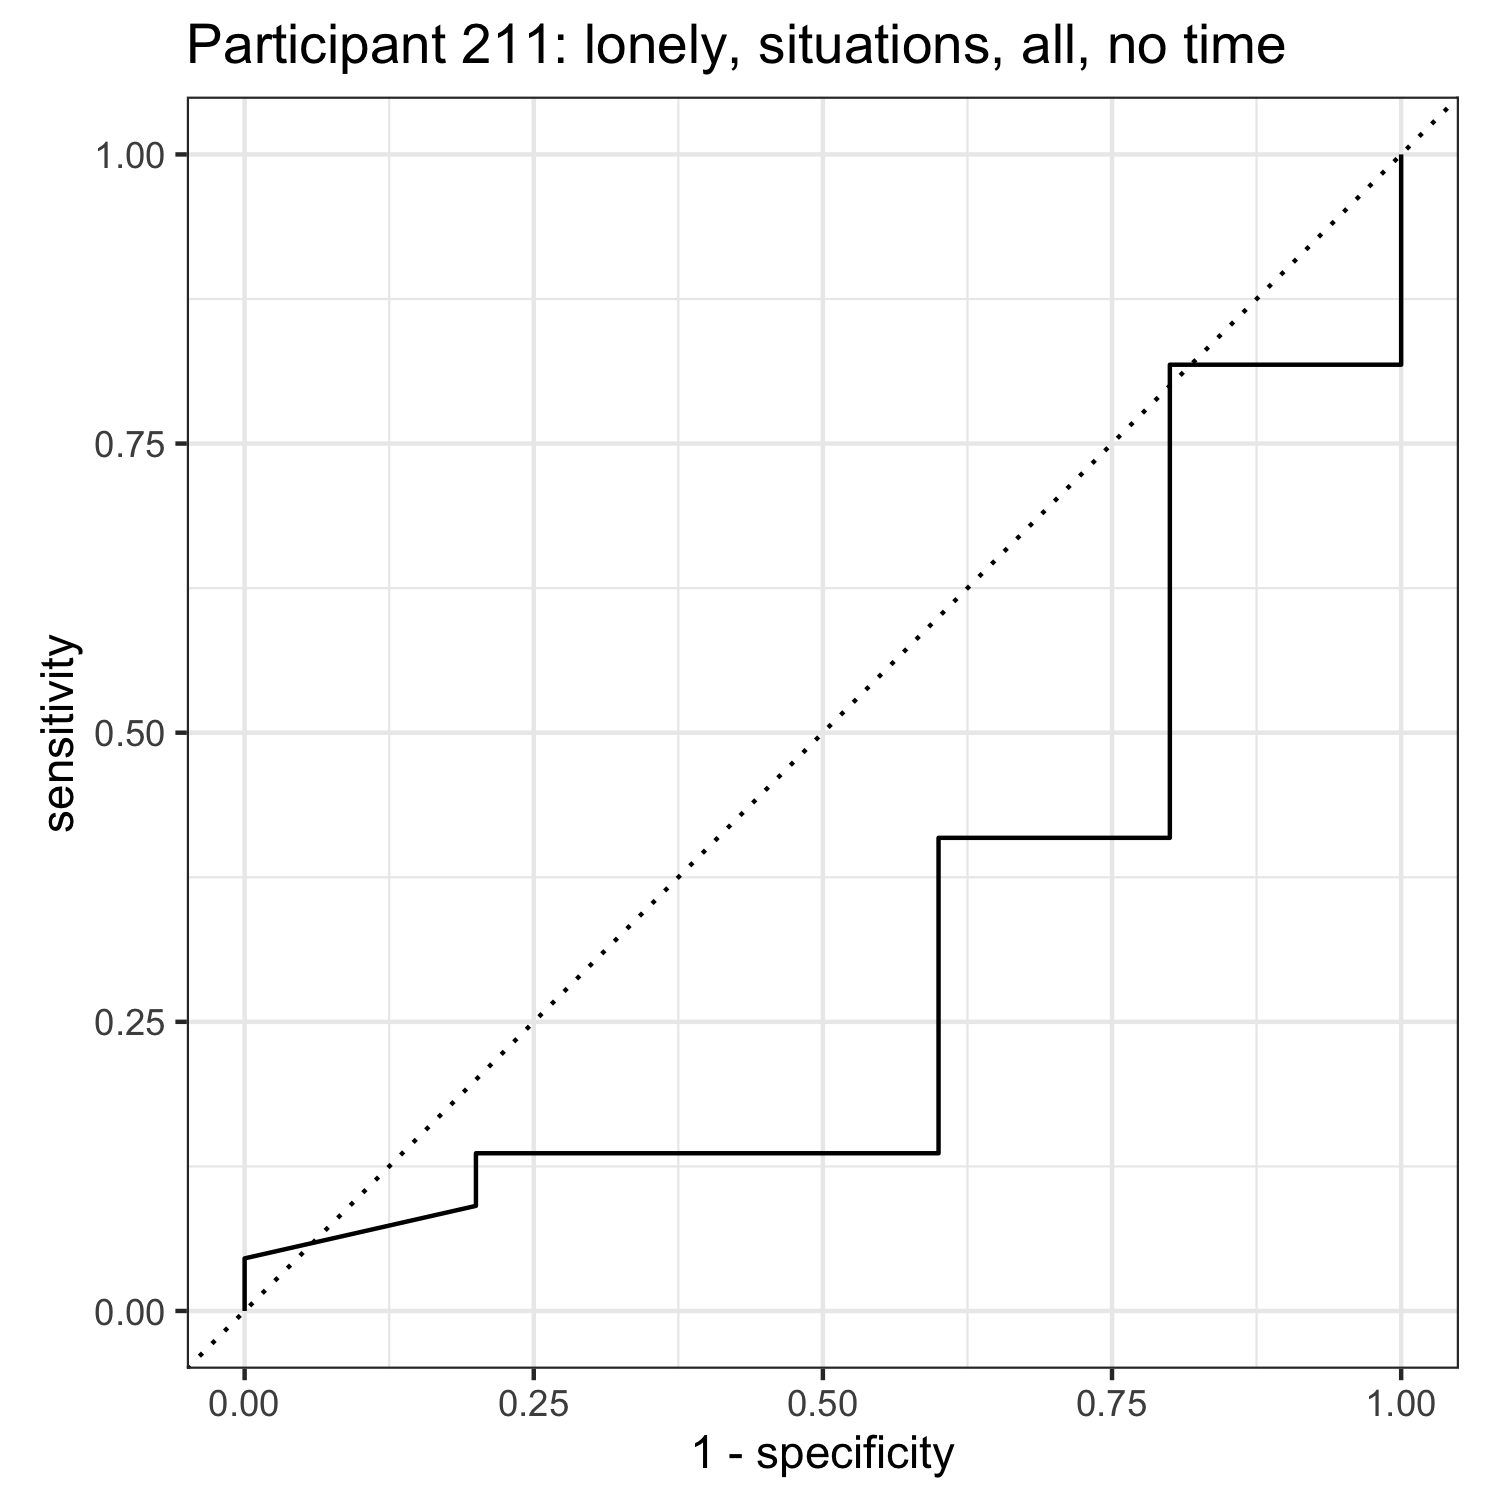 Participant 211: lonely, situations, all, no time
1.00
0.75
0.50
0.25
0.00
sensitivity
0.00 0.25 0.50 0.75 1.00
1 - specificity